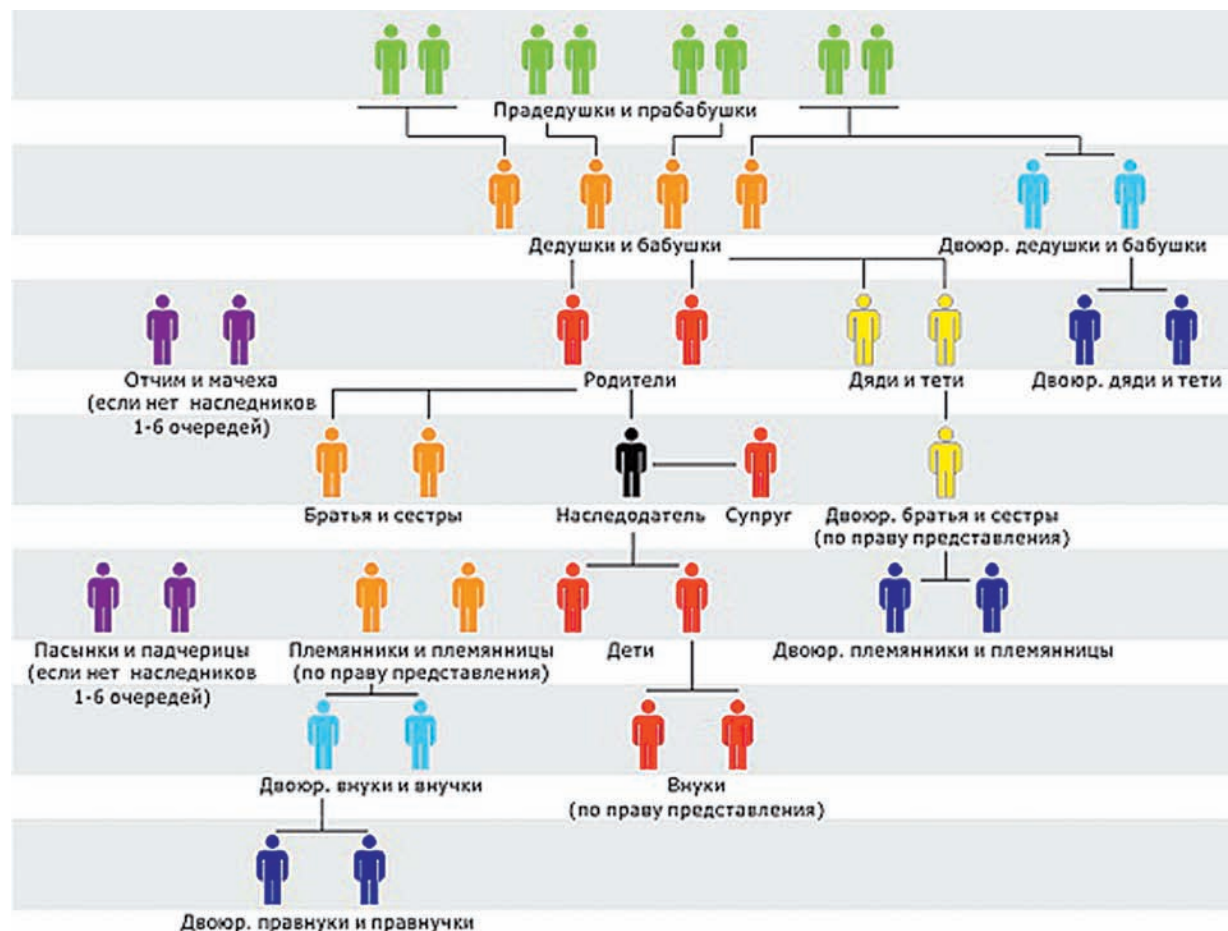 Прадедушки и прабабушки
Дедушки и бабушки
Двоюр. дедушки и бабушки
Отчим и мачеха
(если нет наследников
1-6 очередей)
Родители
Дяди и тети
Двоюр. дяди и тети
Братья и сестры
Наследодатель
Супруг
Двоюр. братья и сестры
(по праву представления)
Пасынки и падчерицы
(если нет наследников
1-6 очередей)
Племянники и племянницы
(по праву представления)
Дети
Двоюр. племянники и племянницы
Двоюр. внуки и внучки
Внуки
(по праву представления)
Двоюр. правнуки и правнучки